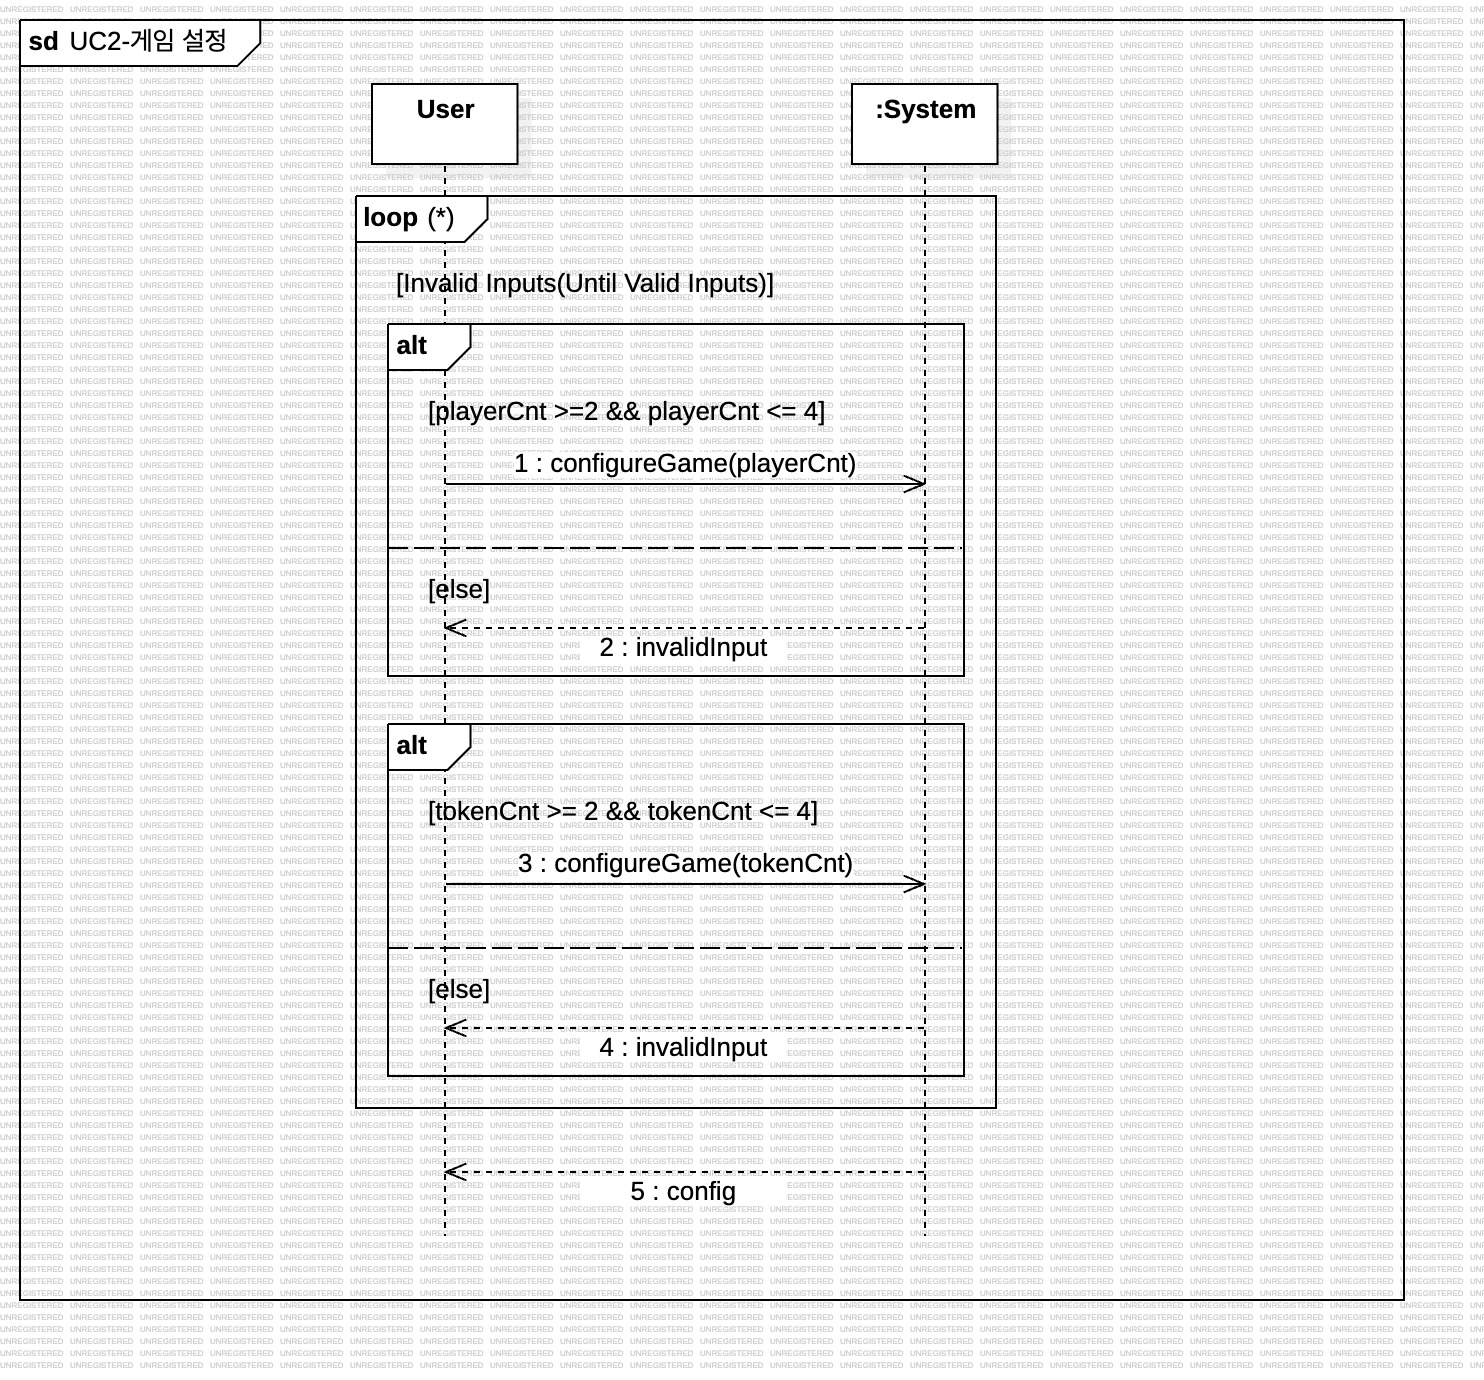 sd UC2-게임 설정
User
:System
loop (*)
[Invalid Inputs(Until Valid Inputs)]
alt
[playerCnt >=2 && playerCnt <= 4]
1 : configureGame(playerCnt)
[else]
2 : invalidInput
alt
[tokenCnt >= 2 && tokenCnt <= 4]
3 : configureGame(tokenCnt)
[else]
4 : invalidInput
5 : config
UNREGISTERED